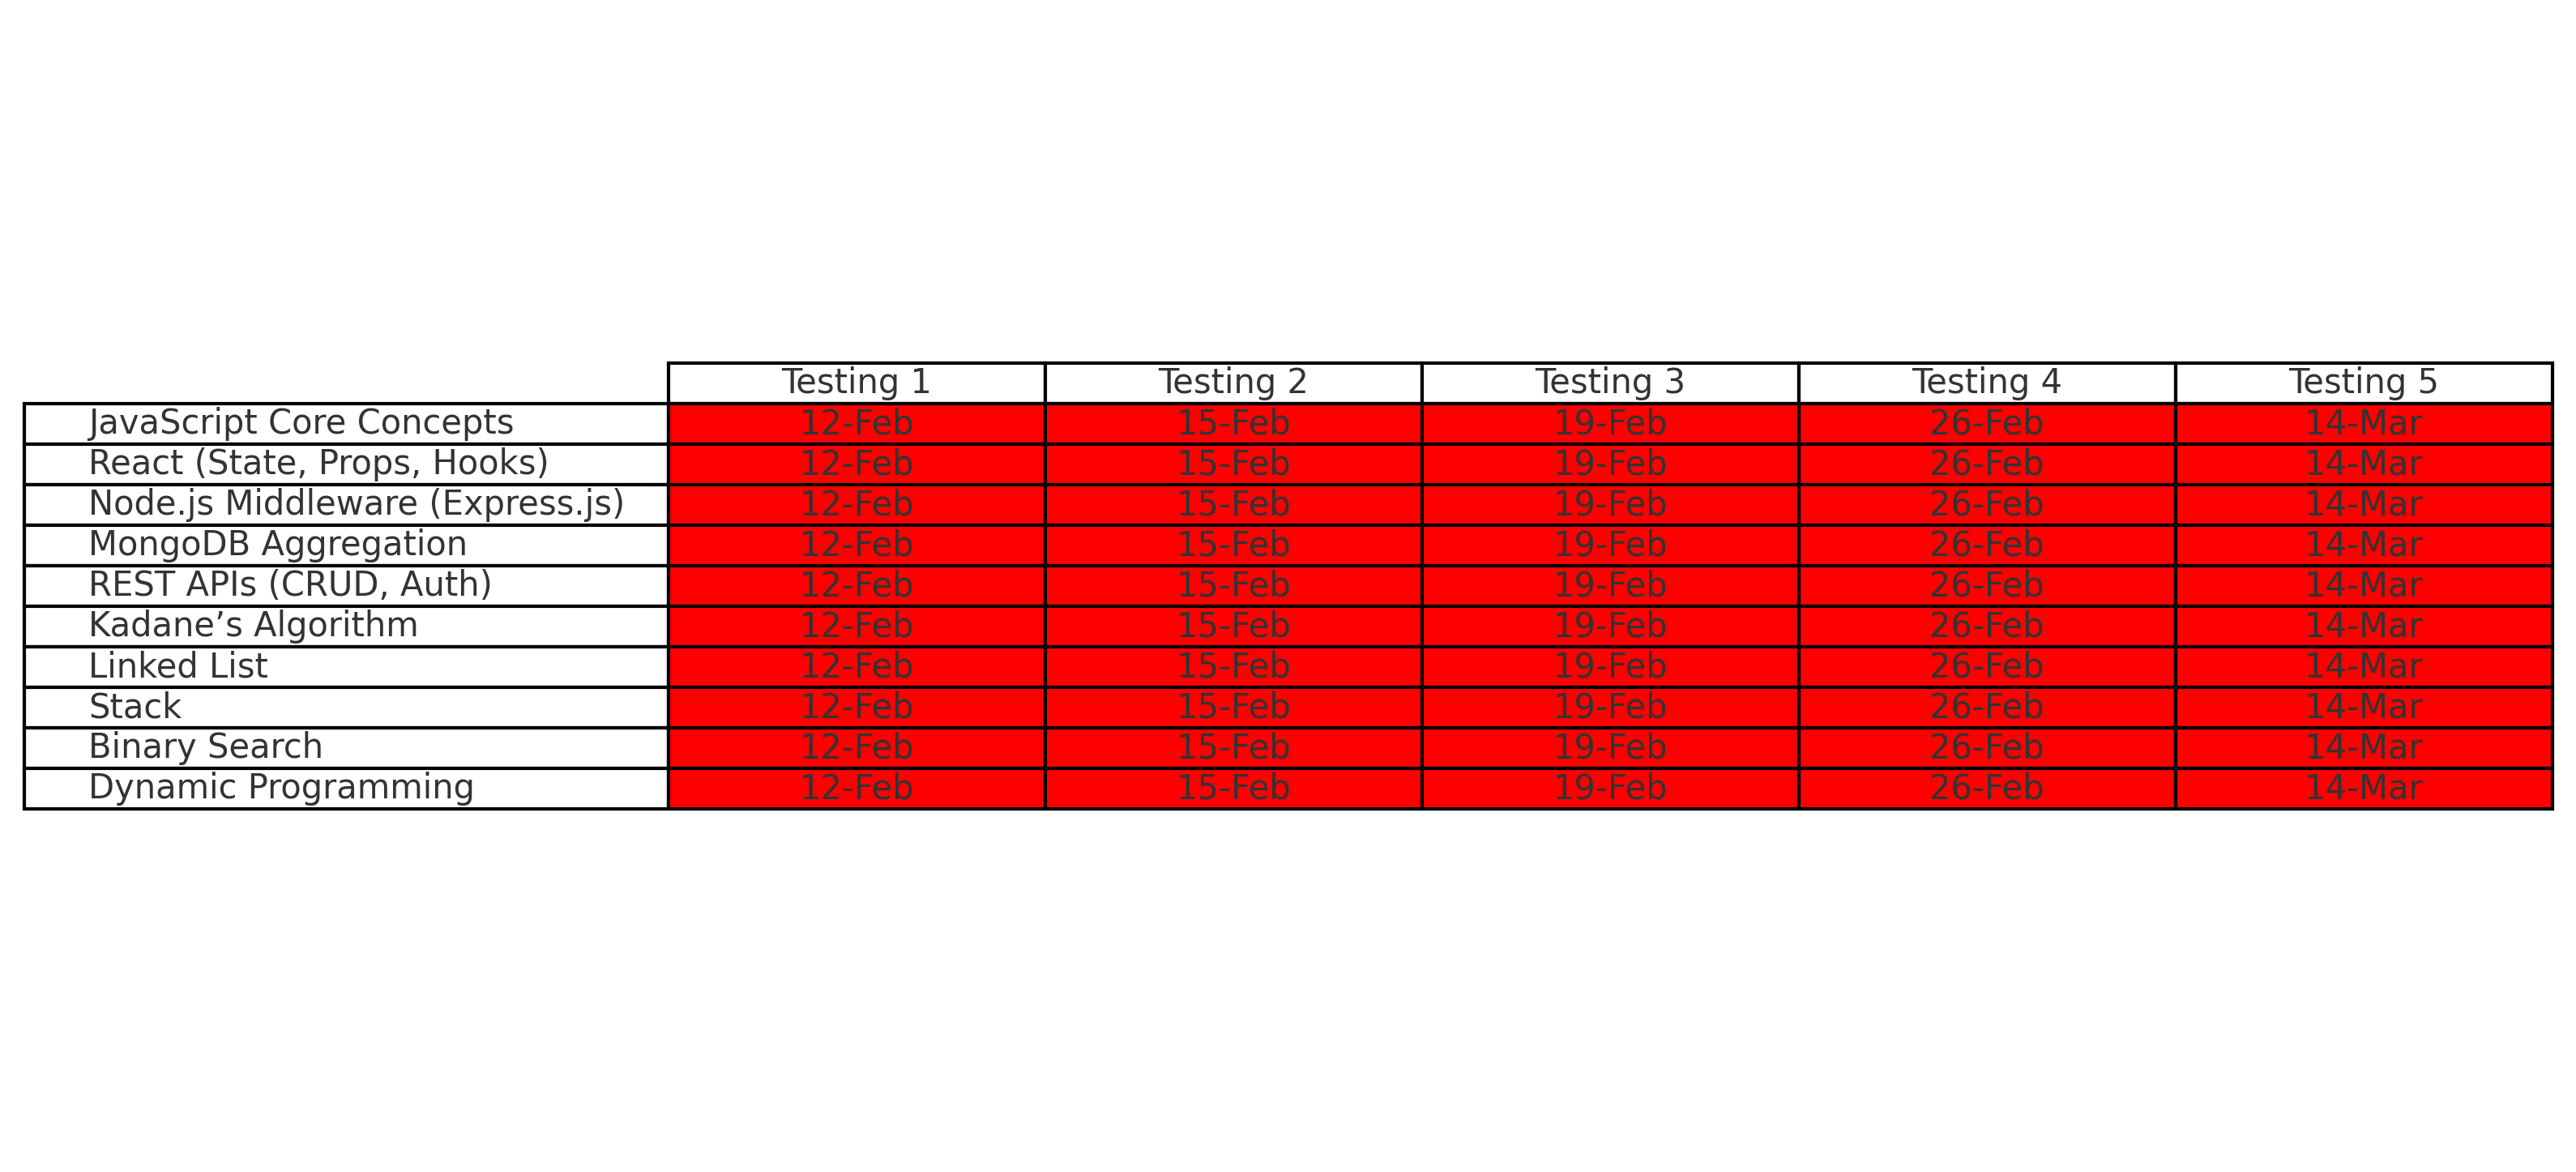 Testing 1 Testing 2 Testing 3 Testing 4 Testing 5
JavaScript Core Concepts 12-Feb 15-Feb 19-Feb 26-Feb 14-Mar
React (State, Props, Hooks) 12-Feb 15-Feb 19-Feb 26-Feb 14-Mar
Node.js Middleware (Express.js) 12-Feb 15-Feb 19-Feb 26-Feb 14-Mar
MongoDB Aggregation 12-Feb 15-Feb 19-Feb 26-Feb 14-Mar
REST APIs (CRUD, Auth) 12-Feb 15-Feb 19-Feb 26-Feb 14-Mar
Kadane’s Algorithm 12-Feb 15-Feb 19-Feb 26-Feb 14-Mar
Linked List 12-Feb 15-Feb 19-Feb 26-Feb 14-Mar
Stack 12-Feb 15-Feb 19-Feb 26-Feb 14-Mar
Binary Search 12-Feb 15-Feb 19-Feb 26-Feb 14-Mar
Dynamic Programming 12-Feb 15-Feb 19-Feb 26-Feb 14-Mar